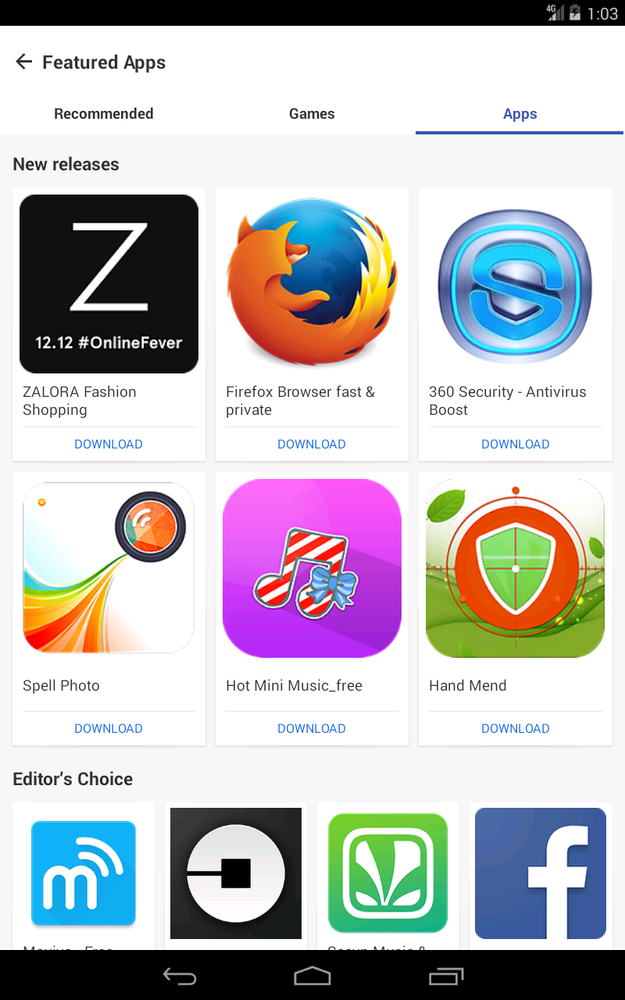 4G 1:03
Featured Apps
Recommended Games Apps
New releases
Z
12.12 #OnlineFever
S
ZALORA Fashion
Shopping
DOWNLOAD
Firefox Browser fast &
private
DOWNLOAD
360 Security - Antivirus
Boost
DOWNLOAD
Spell Photo
DOWNLOAD
Hot Mini Music_free
DOWNLOAD
Hand Mend
DOWNLOAD
Editor's Choice
m
f